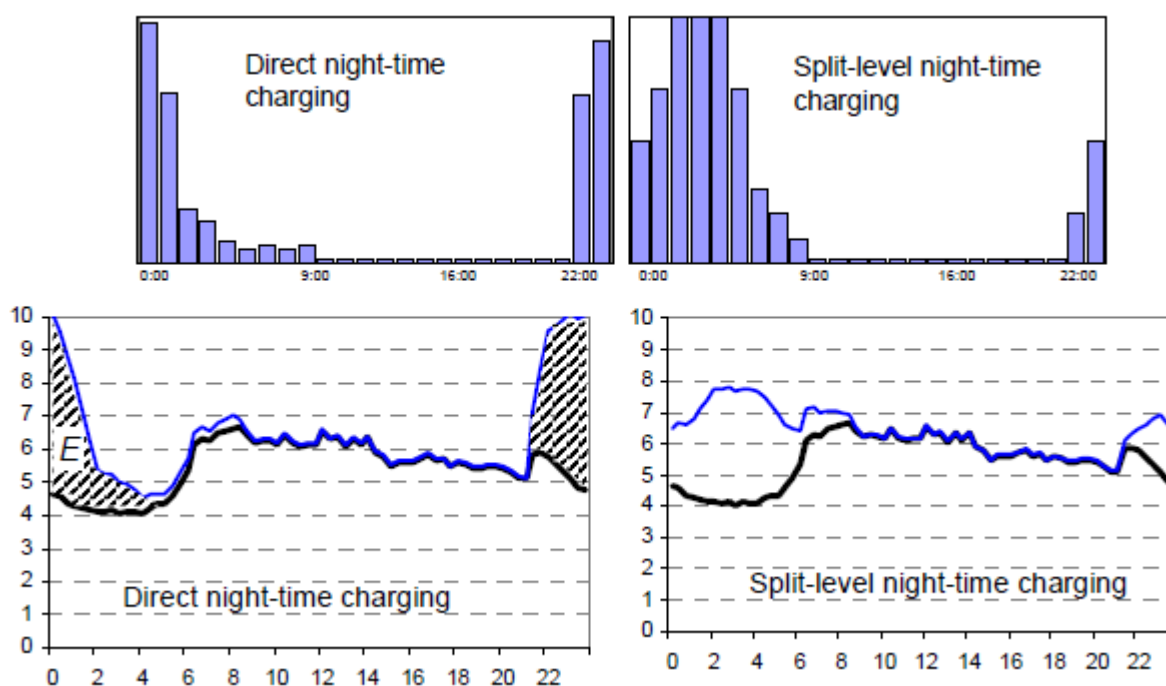 Direct night-time
charging
0:00 9:00 16:00 22:00
Split-level night-time
charging
0:00 9:00 16:00 22:00
10
9
8
7
6
5
4
3
2
1
0
E
Direct night-time charging
0 2 4 6 8 10 12 14 16 18 20 22
10
9
8
7
6
5
4
3
2
1
0
Split-level night-time charging
0 2 4 6 8 10 12 14 16 18 20 22